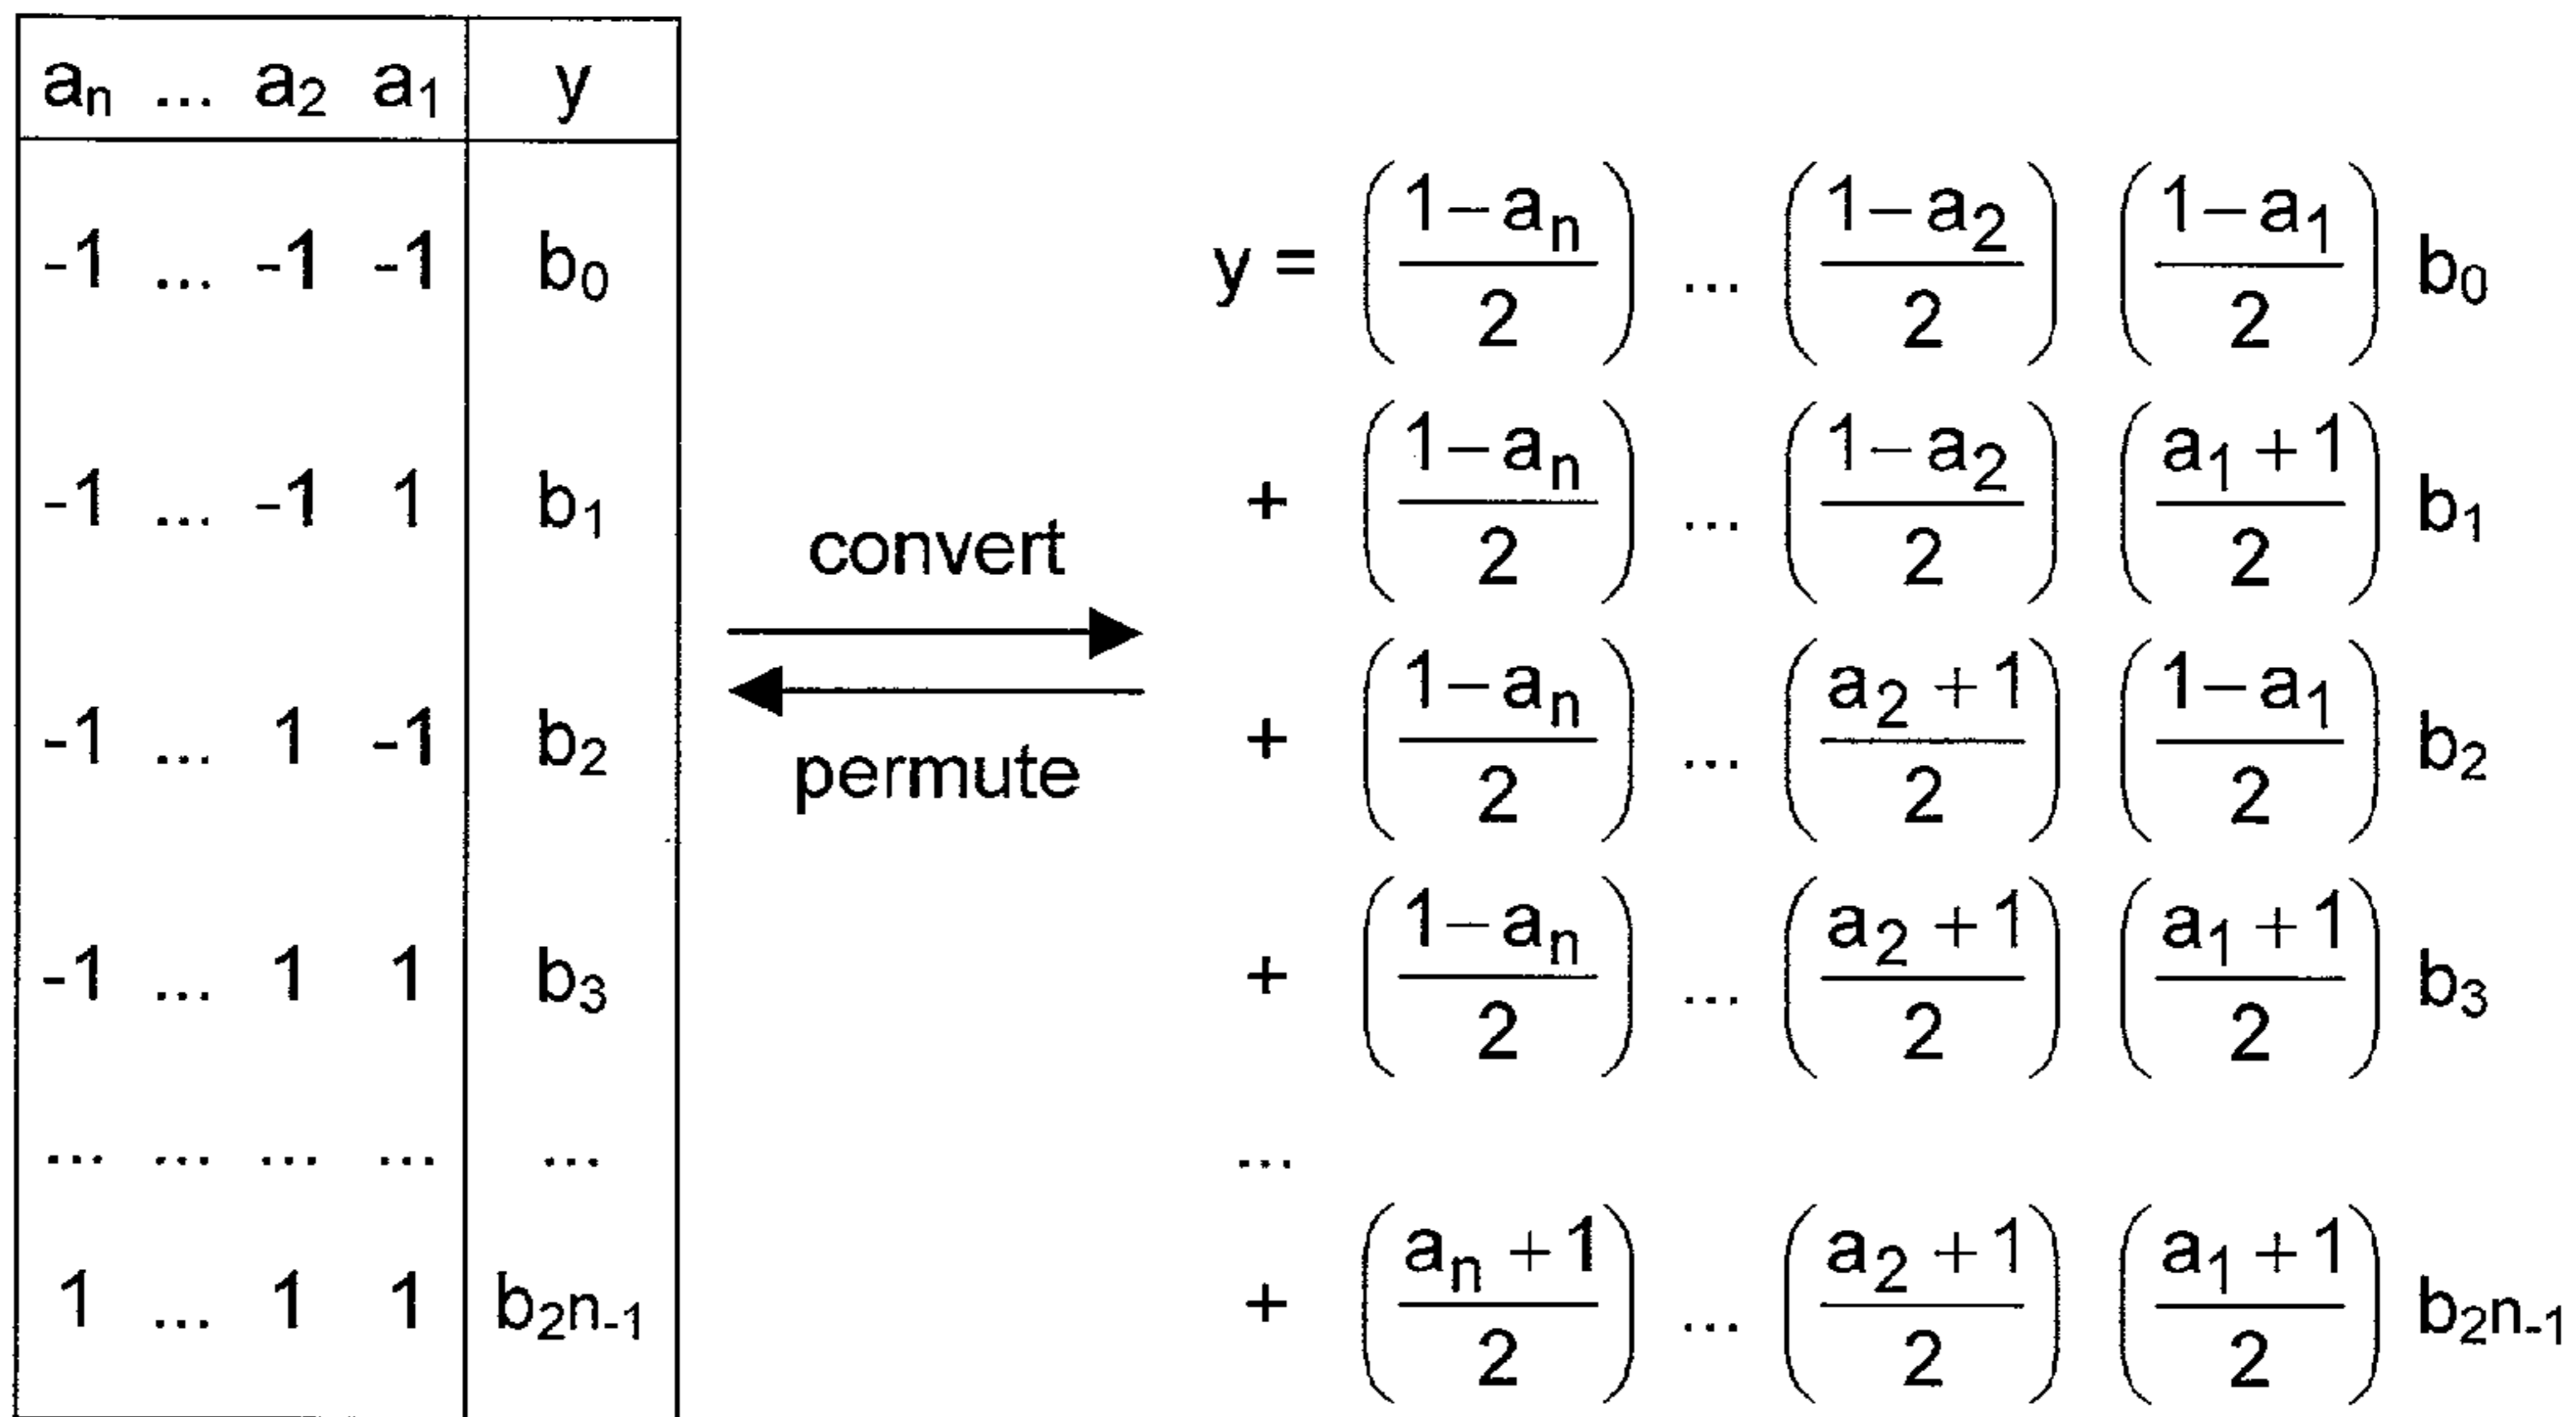 aₙ ... a₂ a₁ y
-1 ... -1 -1 b₀
-1 ... -1 1 b₁
-1 ... 1 -1 b₂
-1 ... 1 1 b₃
... ... ... ... ...
1 ... 1 1 b₂n₋₁
convert
permute
y = ((1−aₙ)/2) ... ((1−a₂)/2) ((1−a₁)/2) b₀
+ ((1−aₙ)/2) ... ((1−a₂)/2) ((a₁+1)/2) b₁
+ ((1−aₙ)/2) ... ((a₂+1)/2) ((1−a₁)/2) b₂
+ ((1−aₙ)/2) ... ((a₂+1)/2) ((a₁+1)/2) b₃
...
+ ((aₙ+1)/2) ... ((a₂+1)/2) ((a₁+1)/2) b₂n₋₁